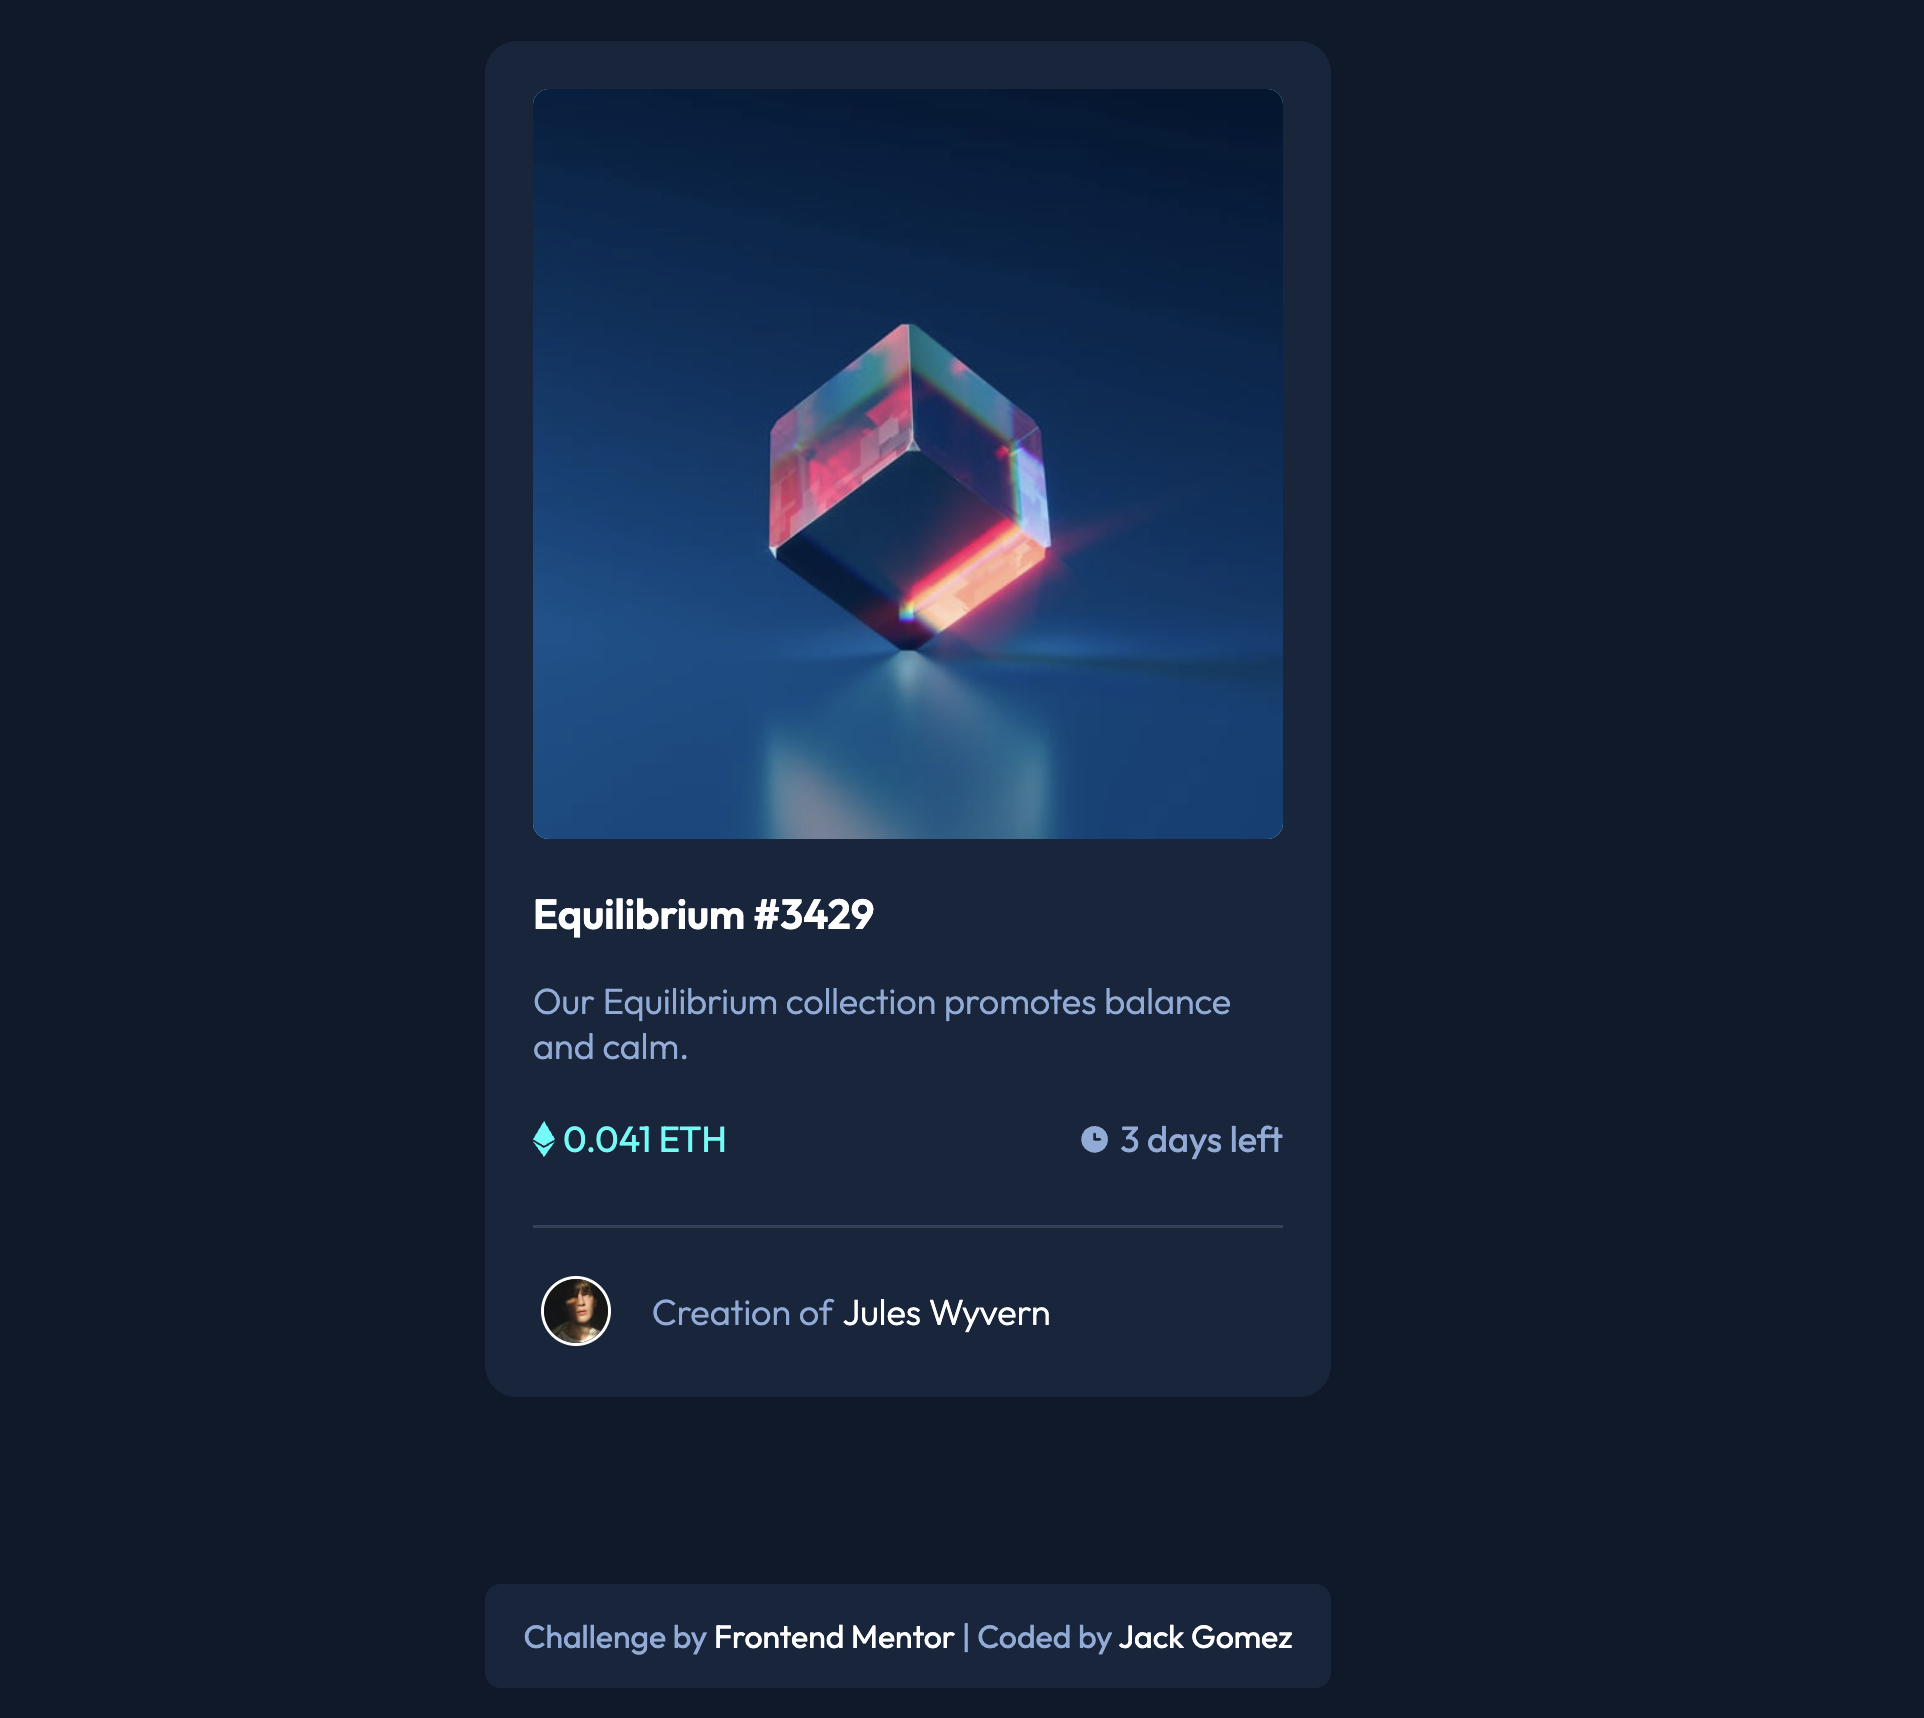 Equilibrium #3429
Our Equilibrium collection promotes balance
and calm.
0.041 ETH
3 days left
Creation of Jules Wyvern
Challenge by Frontend Mentor | Coded by Jack Gomez